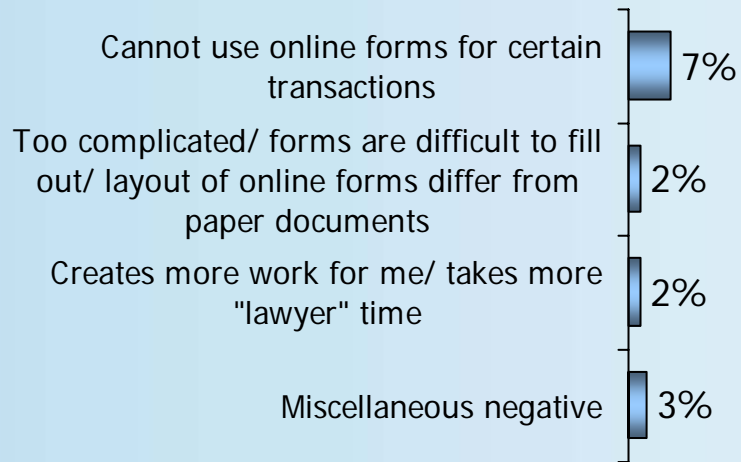 Cannot use online forms for certain
transactions
7%
Too complicated/ forms are difficult to fill
out/ layout of online forms differ from
paper documents
2%
Creates more work for me/ takes more
"lawyer" time
2%
Miscellaneous negative
3%